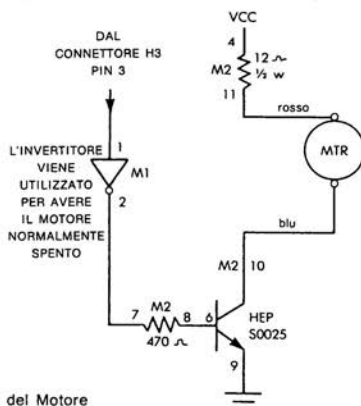 DAL
CONNETTORE H3
PIN 3
1
L'INVERTITORE
VIENE
UTILIZZATO
PER AVERE
IL MOTORE
NORMALMENTE
SPENTO
M1
2
VCC
4
12 Ω
M2
½ w
11
rosso
MTR
blu
M2
10
7
M2
8
6
470 Ω
HEP
S0025
9
del Motore